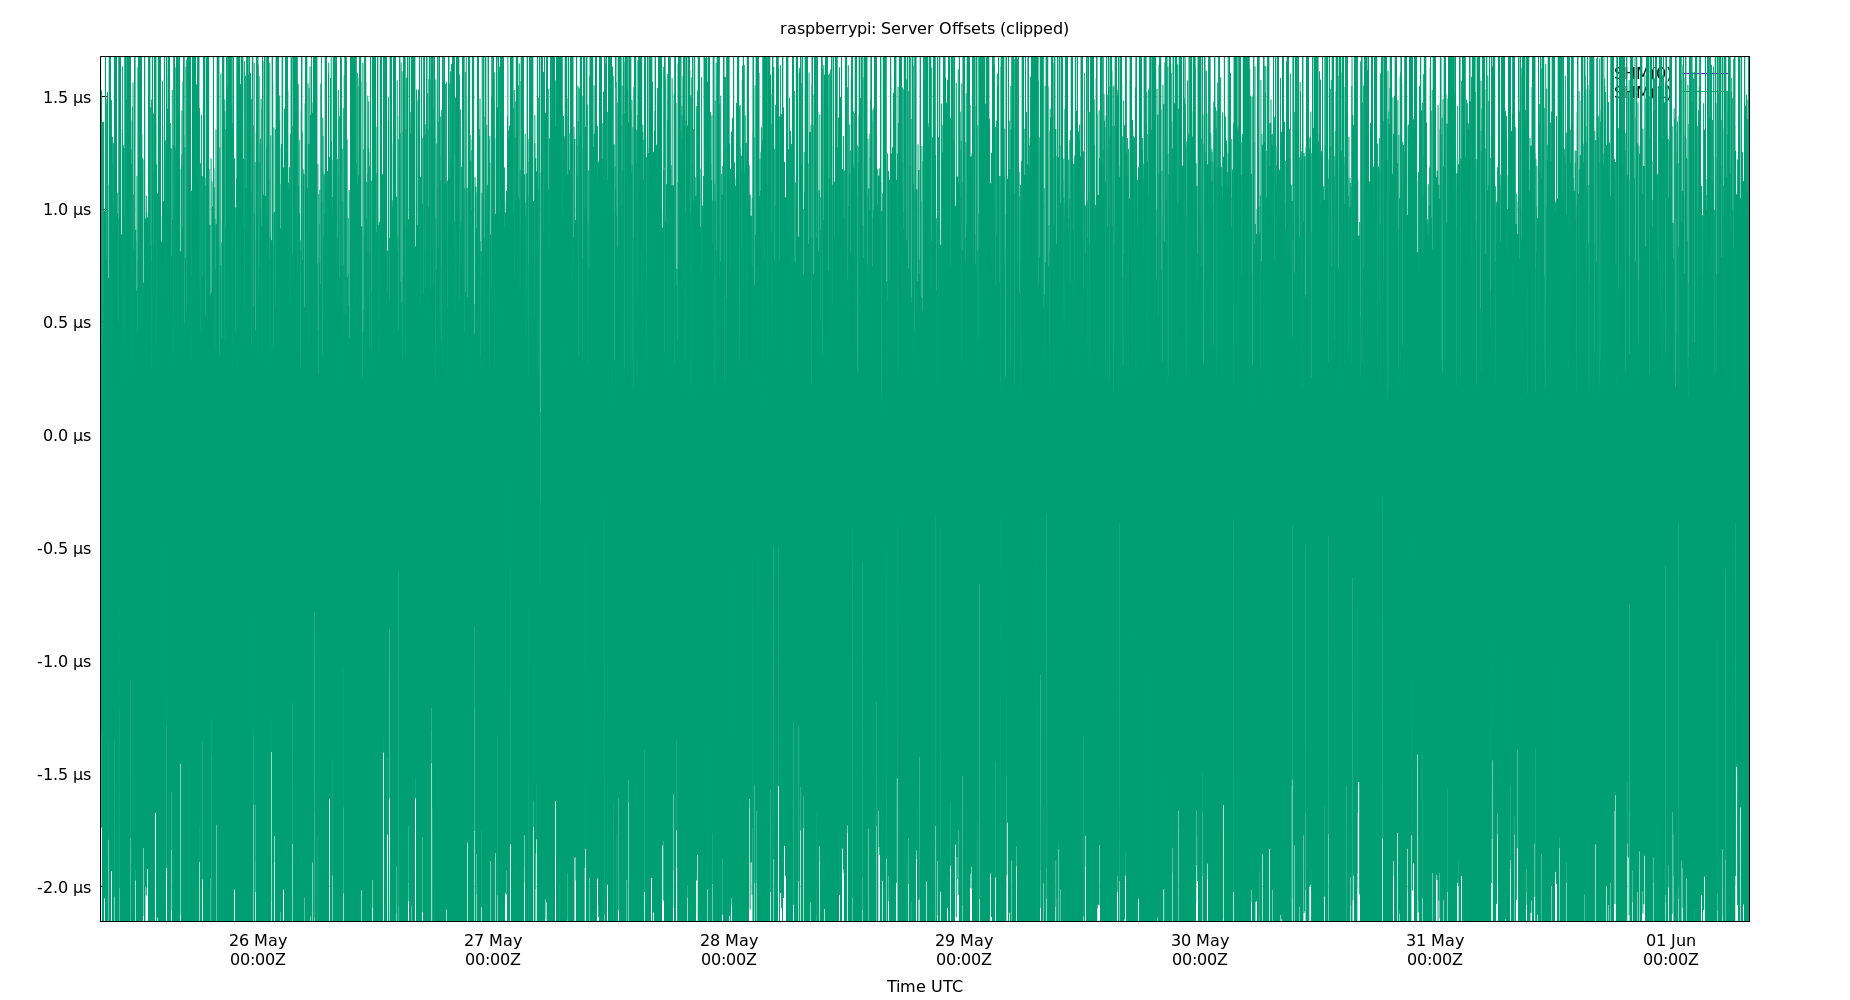 raspberrypi: Server Offsets (clipped)
SHM(0)
1.5 µs
1.0 µs
0.5 µs
0.0 µs
-0.5 µs
-1.0 µs
-1.5 µs
-2.0 µs
26 May
00:00Z
27 May
00:00Z
28 May
00:00Z
29 May
00:00Z
30 May
00:00Z
31 May
00:00Z
01 Jun
00:00Z
Time UTC